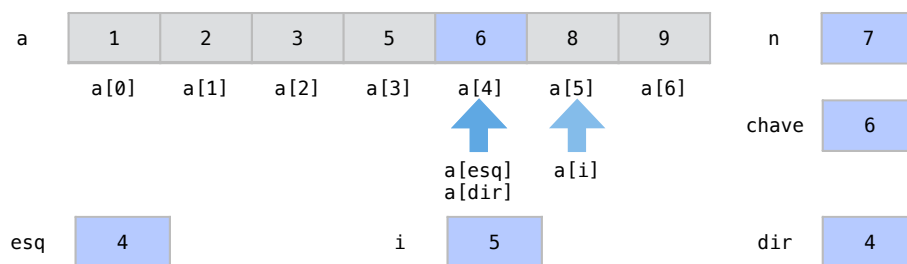 a 1 2 3 5 6 8 9 n 7
a[0] a[1] a[2] a[3] a[4] a[5] a[6]
chave 6
a[esq] a[i]
a[dir]
esq 4 i 5 dir 4